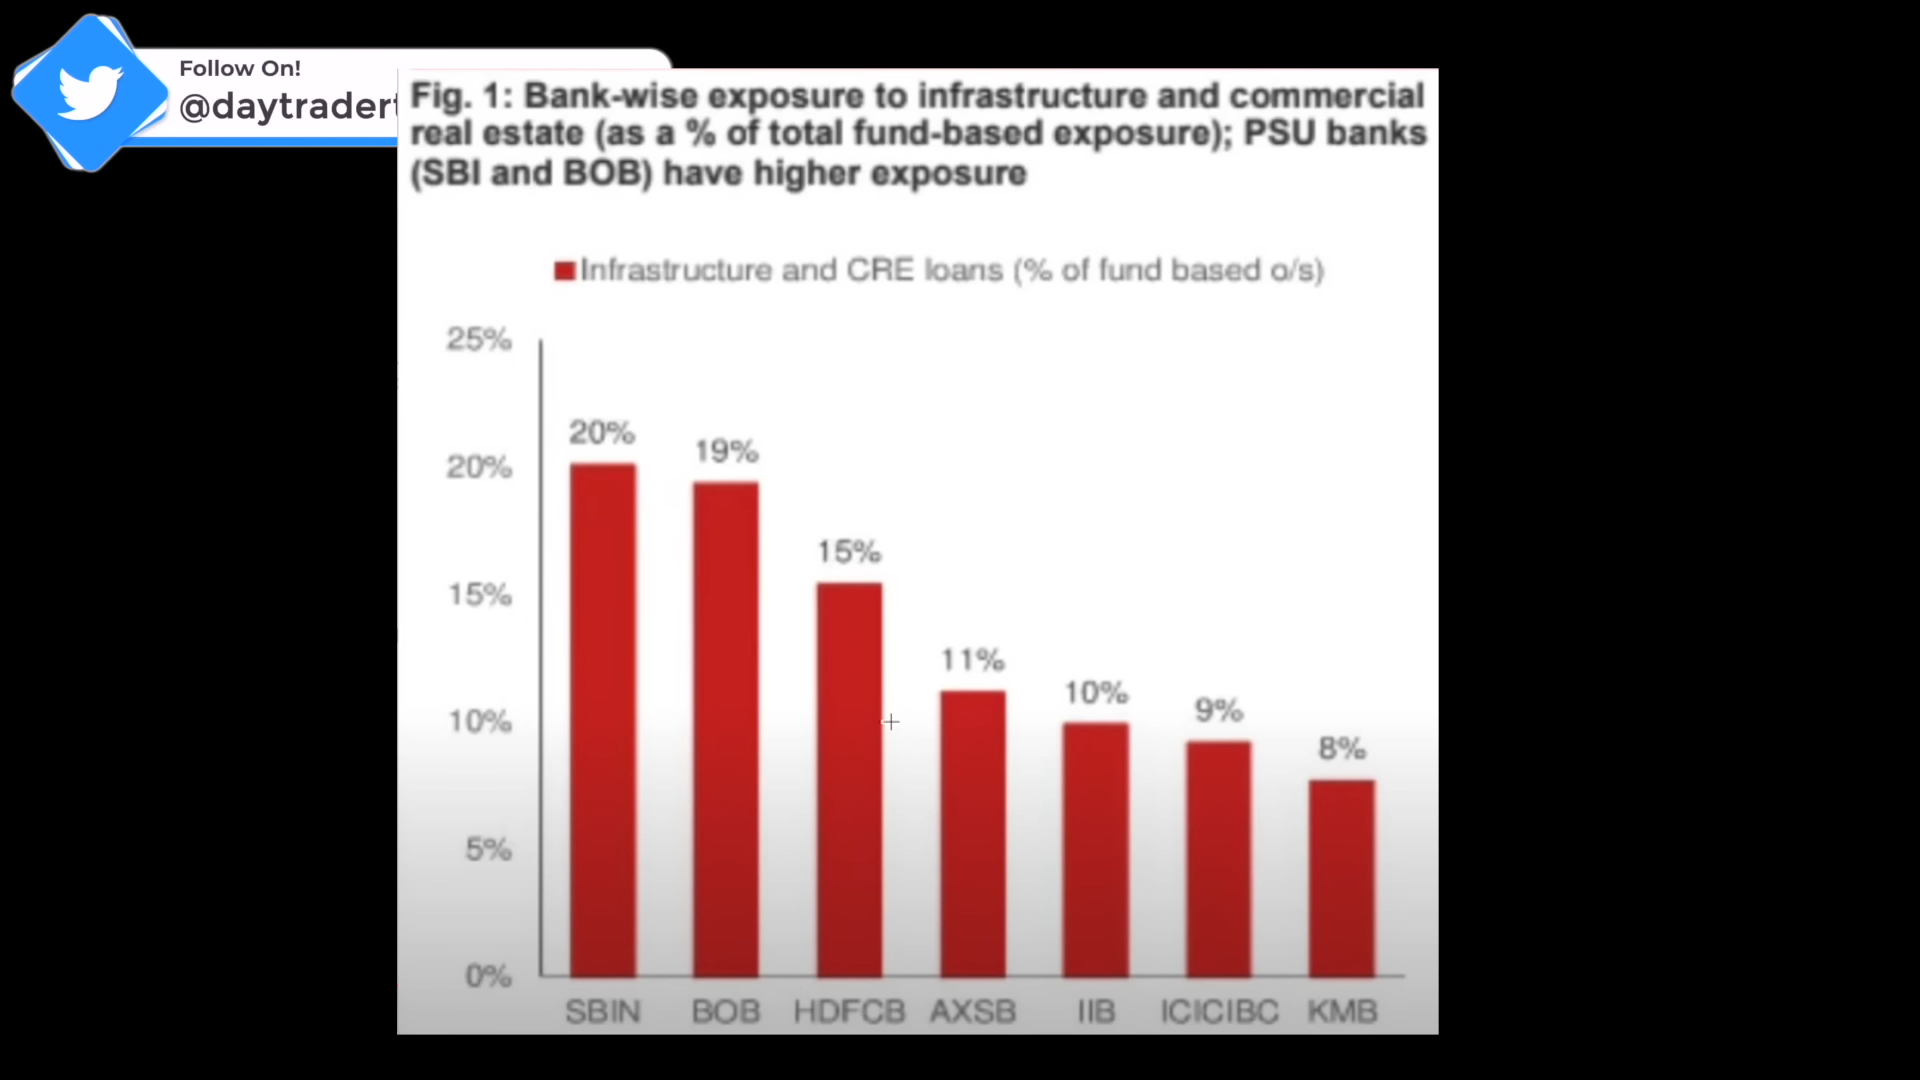 Follow On!
@daytradert
Fig. 1: Bank-wise exposure to infrastructure and commercial
real estate (as a % of total fund-based exposure); PSU banks
(SBI and BOB) have higher exposure
Infrastructure and CRE loans (% of fund based o/s)
25%
20%
15%
10%
5%
0%
20%
19%
15%
11%
10%
9%
8%
SBIN BOB HDFCB AXSB IIB ICICIBC KMB